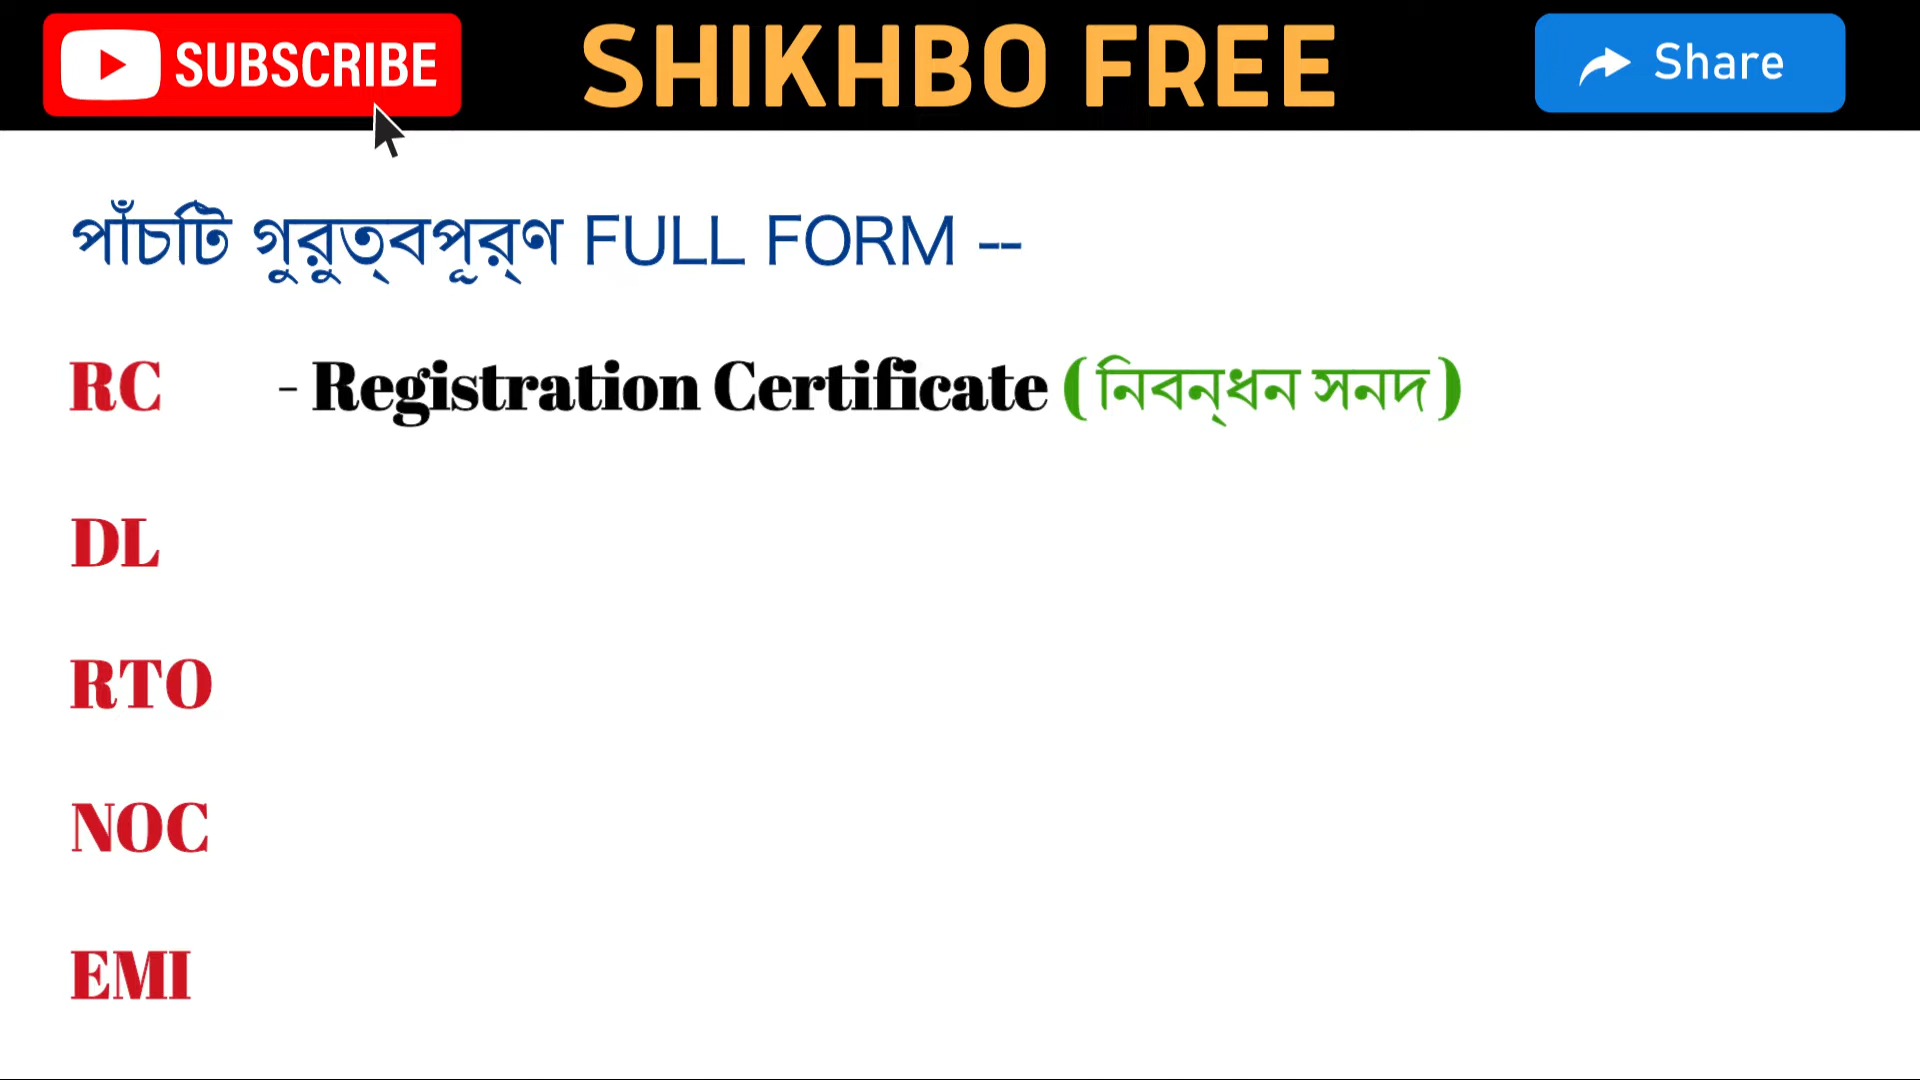 SUBSCRIBE SHIKHBO FREE Share
পাঁচটি গুরুত্বপূর্ণ FULL FORM --
RC - Registration Certificate ( নিবন্ধন সনদ )
DL
RTO
NOC
EMI